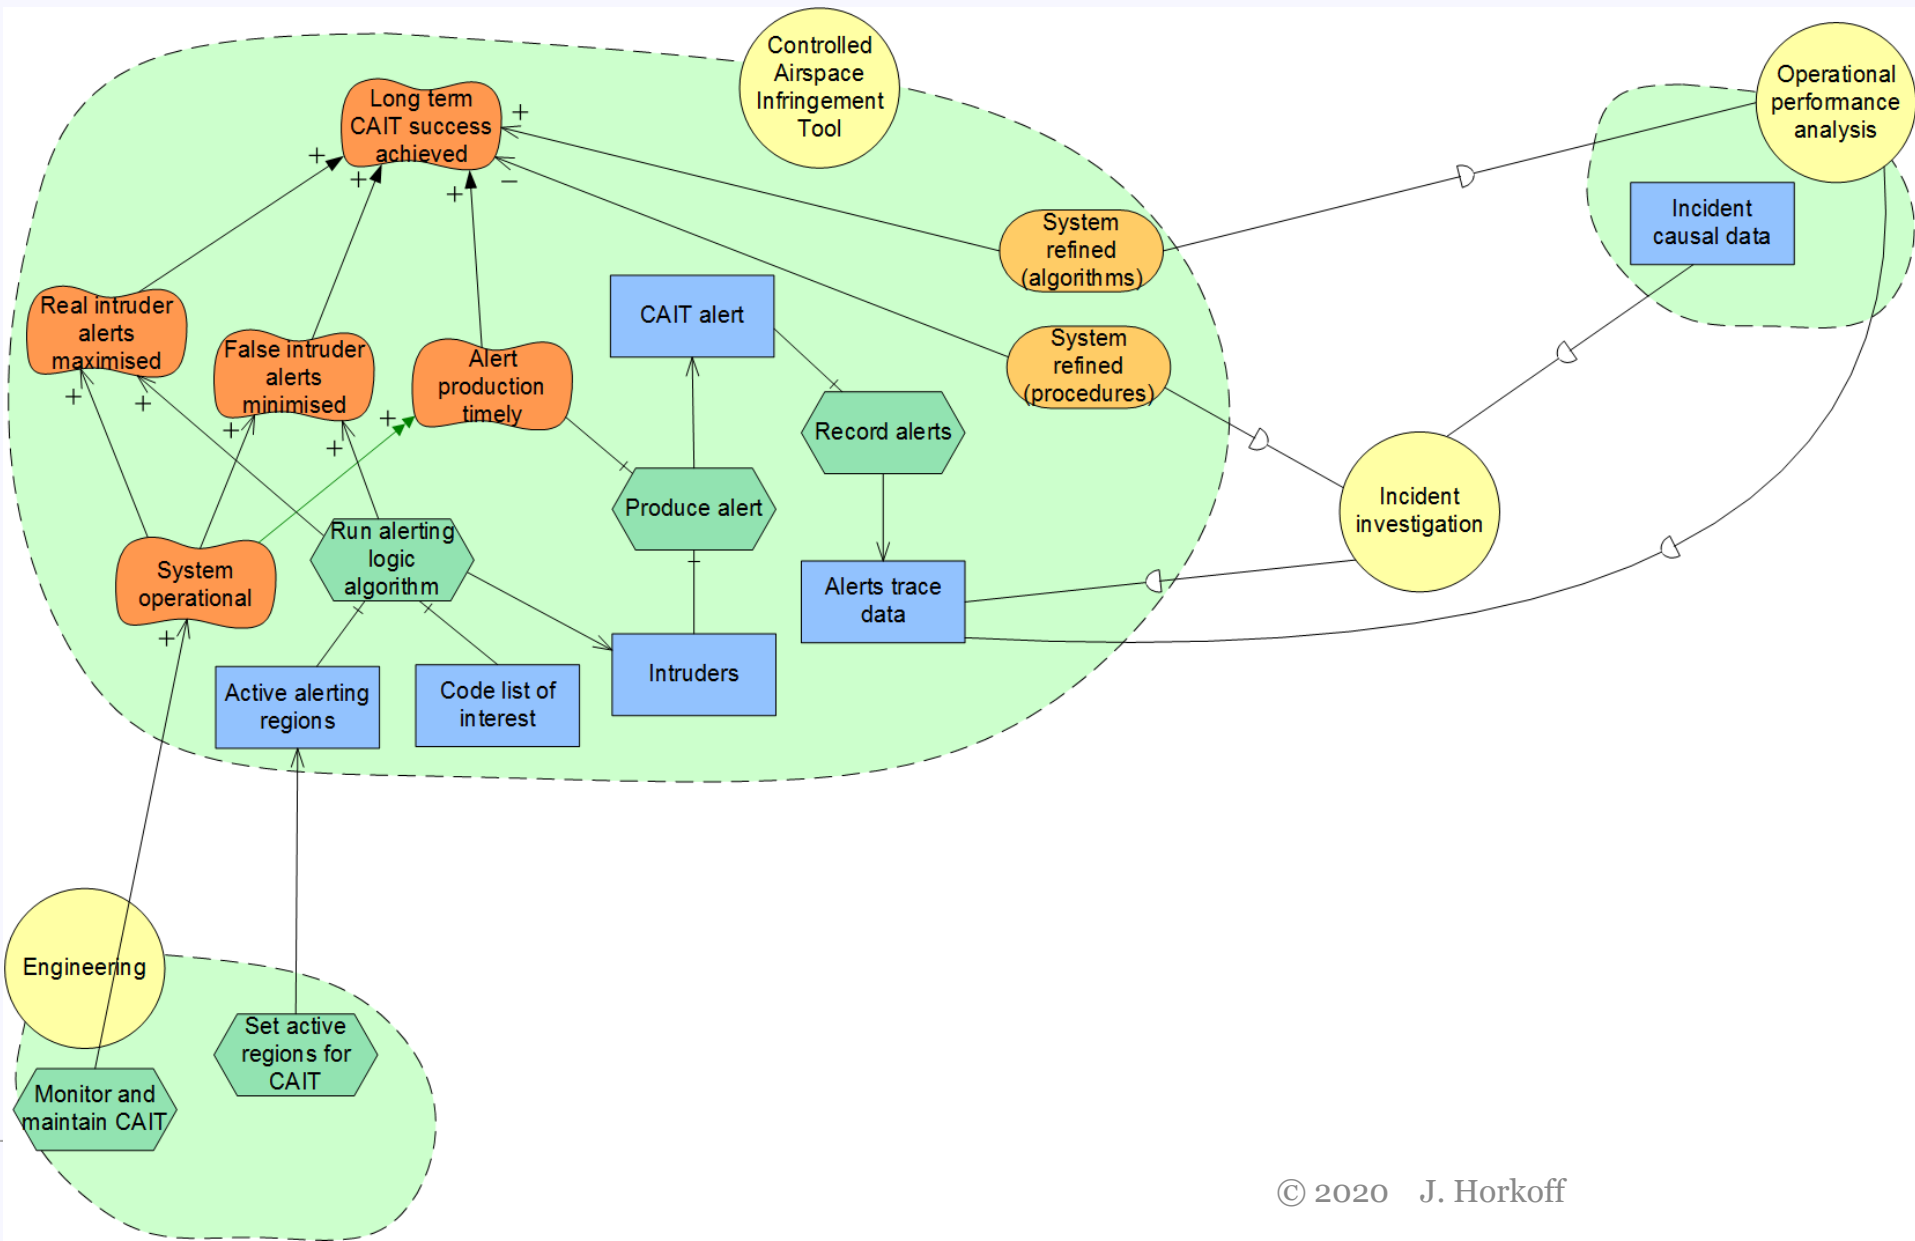 Controlled
Airspace
Infringement
Tool
Operational
performance
analysis
Long term
CAIT success
achieved
+
+
+
+
−
Incident
causal data
System
refined
(algorithms)
Real intruder
alerts
maximised
CAIT alert
False intruder
alerts
minimised
Alert
production
timely
System
refined
(procedures)
+
+
+
+
+
Record alerts
Produce alert
Incident
investigation
Run alerting
logic
algorithm
System
operational
Alerts trace
data
+
Active alerting
regions
Code list of
interest
Intruders
Engineering
Set active
regions for
CAIT
Monitor and
maintain CAIT
© 2020 J. Horkoff